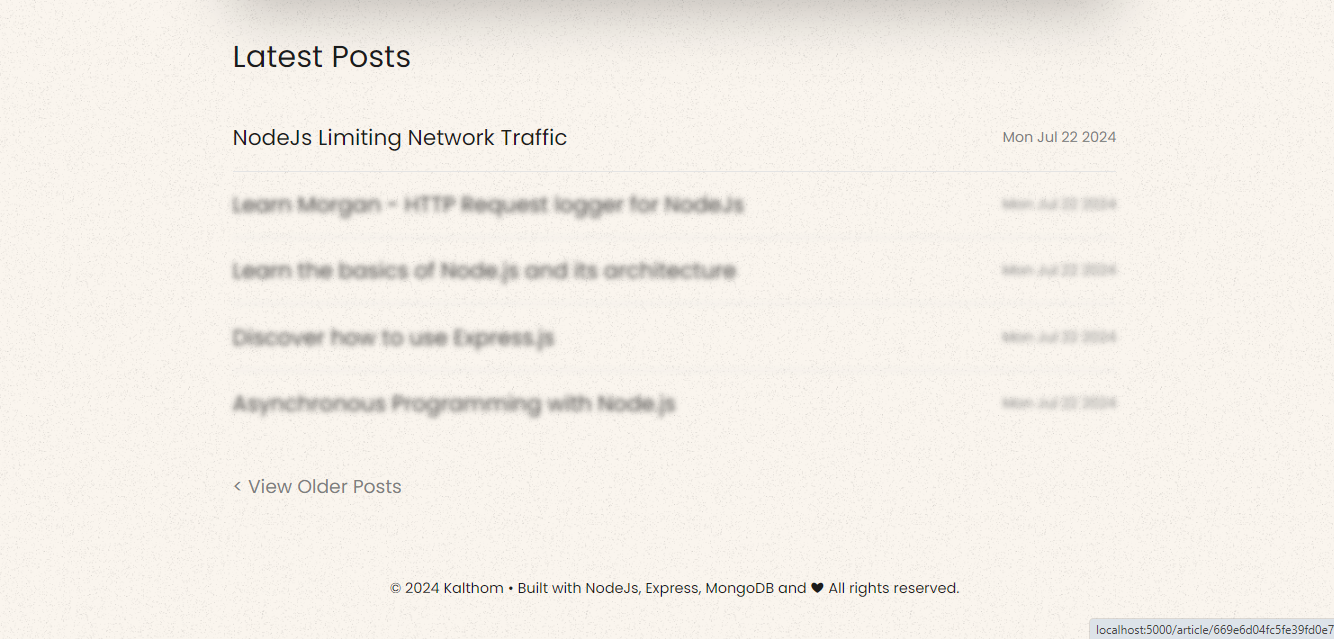 Latest Posts
NodeJs Limiting Network Traffic Mon Jul 22 2024
Learn Morgan - HTTP Request logger for NodeJs Mon Jul 22 2024
Learn the basics of Node.js and its architecture Mon Jul 22 2024
Discover how to use Express.js Mon Jul 22 2024
Asynchronous Programming with Node.js Mon Jul 22 2024
< View Older Posts
© 2024 Kalthom • Built with NodeJs, Express, MongoDB and ♥ All rights reserved.
localhost:5000/article/669e6d04fc5fe39fd0e7